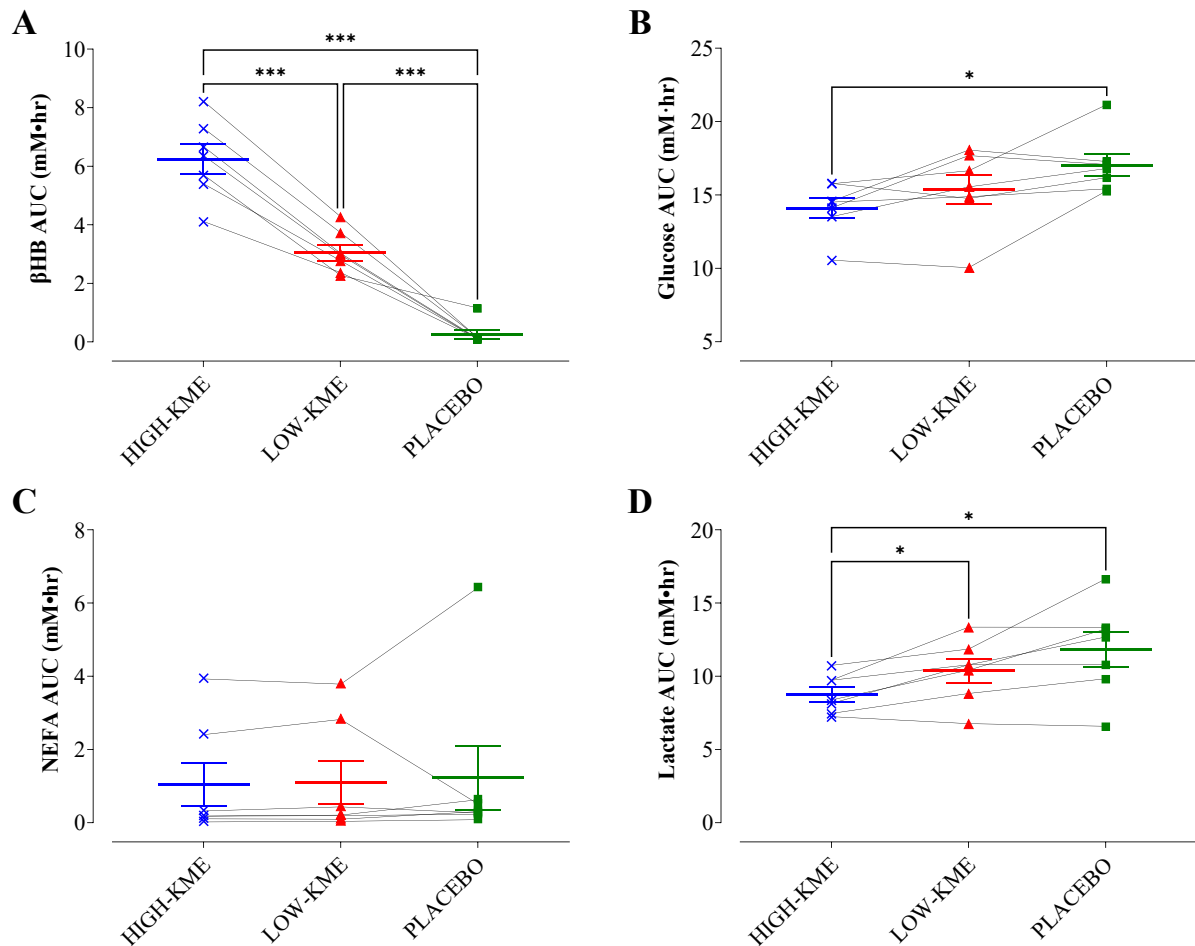 A
βHB AUC (mM•hr)
10
8
6
4
2
0
***
***
***
HIGH-KME
LOW-KME
PLACEBO
B
Glucose AUC (mM·hr)
25
20
15
10
5
*
HIGH-KME
LOW-KME
PLACEBO
C
NEFA AUC (mM•hr)
8
6
4
2
0
HIGH-KME
LOW-KME
PLACEBO
D
Lactate AUC (mM•hr)
20
15
10
5
0
*
*
HIGH-KME
LOW-KME
PLACEBO